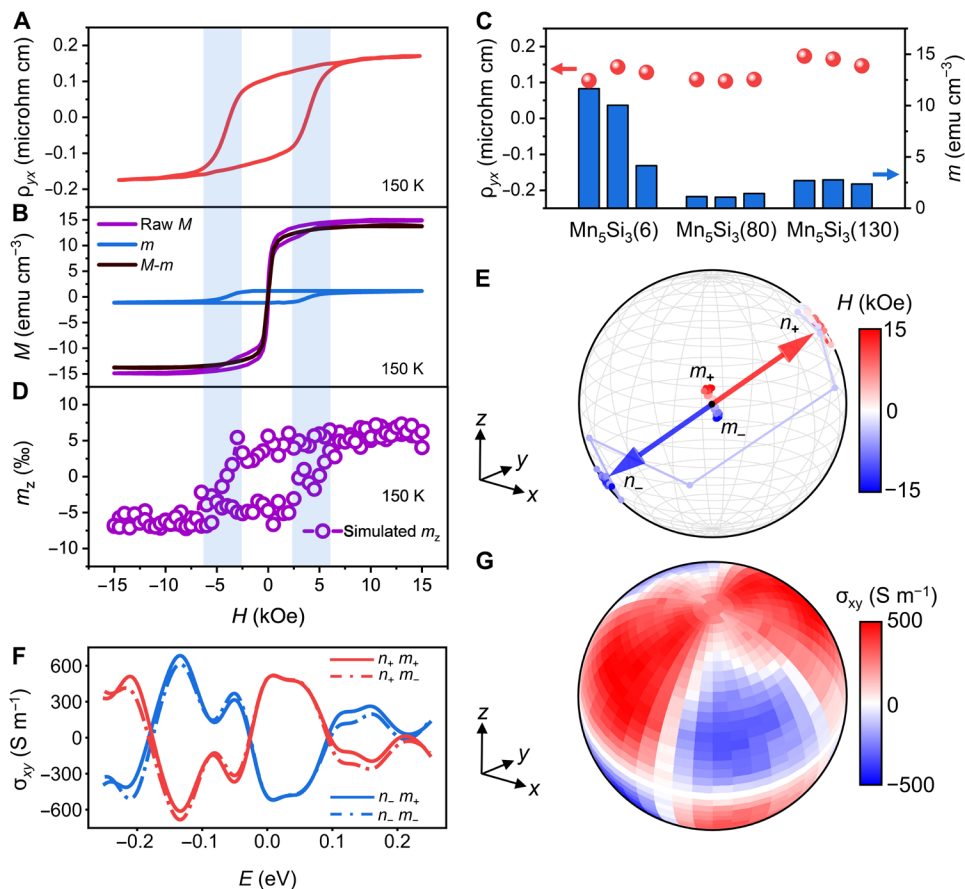 A
ρyx (microhm cm)
0.2
0.1
0.0
−0.1
−0.2
150 K
B
M (emu cm−3)
15
10
5
0
−5
−10
−15
Raw M
m
M-m
150 K
D
mz (‰)
10
5
0
−5
−10
150 K
Simulated mz
−15 −10 −5 0 5 10 15
H (kOe)
C
ρyx (microhm cm)
0.2
0.1
0.0
−0.1
−0.2
15
10
5
0
m (emu cm−3)
Mn5Si3(6) Mn5Si3(80) Mn5Si3(130)
E
H (kOe)
15
0
−15
n+
m+
m−
n−
z
y
x
F
σxy (S m−1)
600
300
0
−300
−600
n+ m+
n+ m−
n− m+
n− m−
−0.2 −0.1 0.0 0.1 0.2
E (eV)
G
σxy (S m−1)
500
0
−500
z
y
x